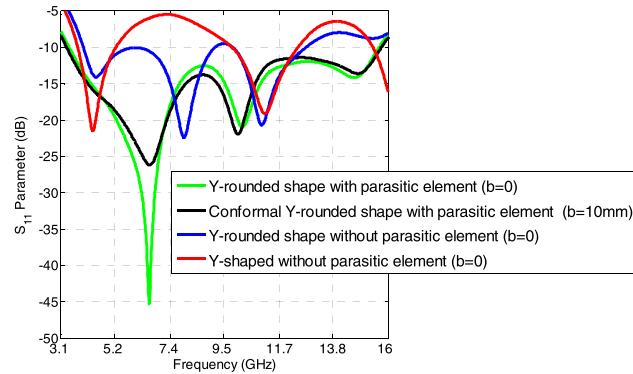 -5
-10
-15
-20
-25
-30
-35
-40
-45
-50
S11 Parameter (dB)
Y-rounded shape with parasitic element (b=0)
Conformal Y-rounded shape with parasitic element (b=10mm)
Y-rounded shape without parasitic element (b=0)
Y-shaped without parasitic element (b=0)
3.1 5.2 7.4 9.5 11.7 13.8 16
Frequency (GHz)